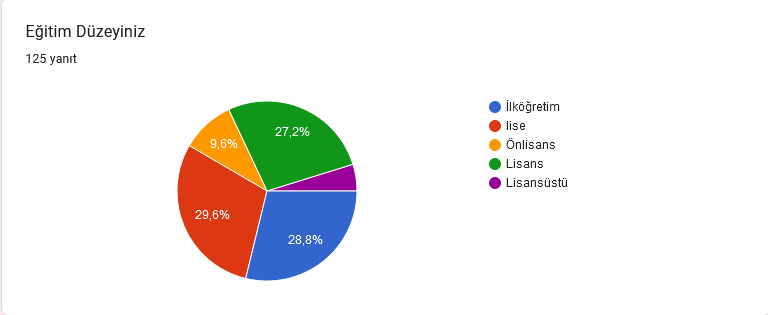 Eğitim Düzeyiniz
125 yanıt
27,2%
9,6%
29,6%
28,8%
İlköğretim
lise
Önlisans
Lisans
Lisansüstü